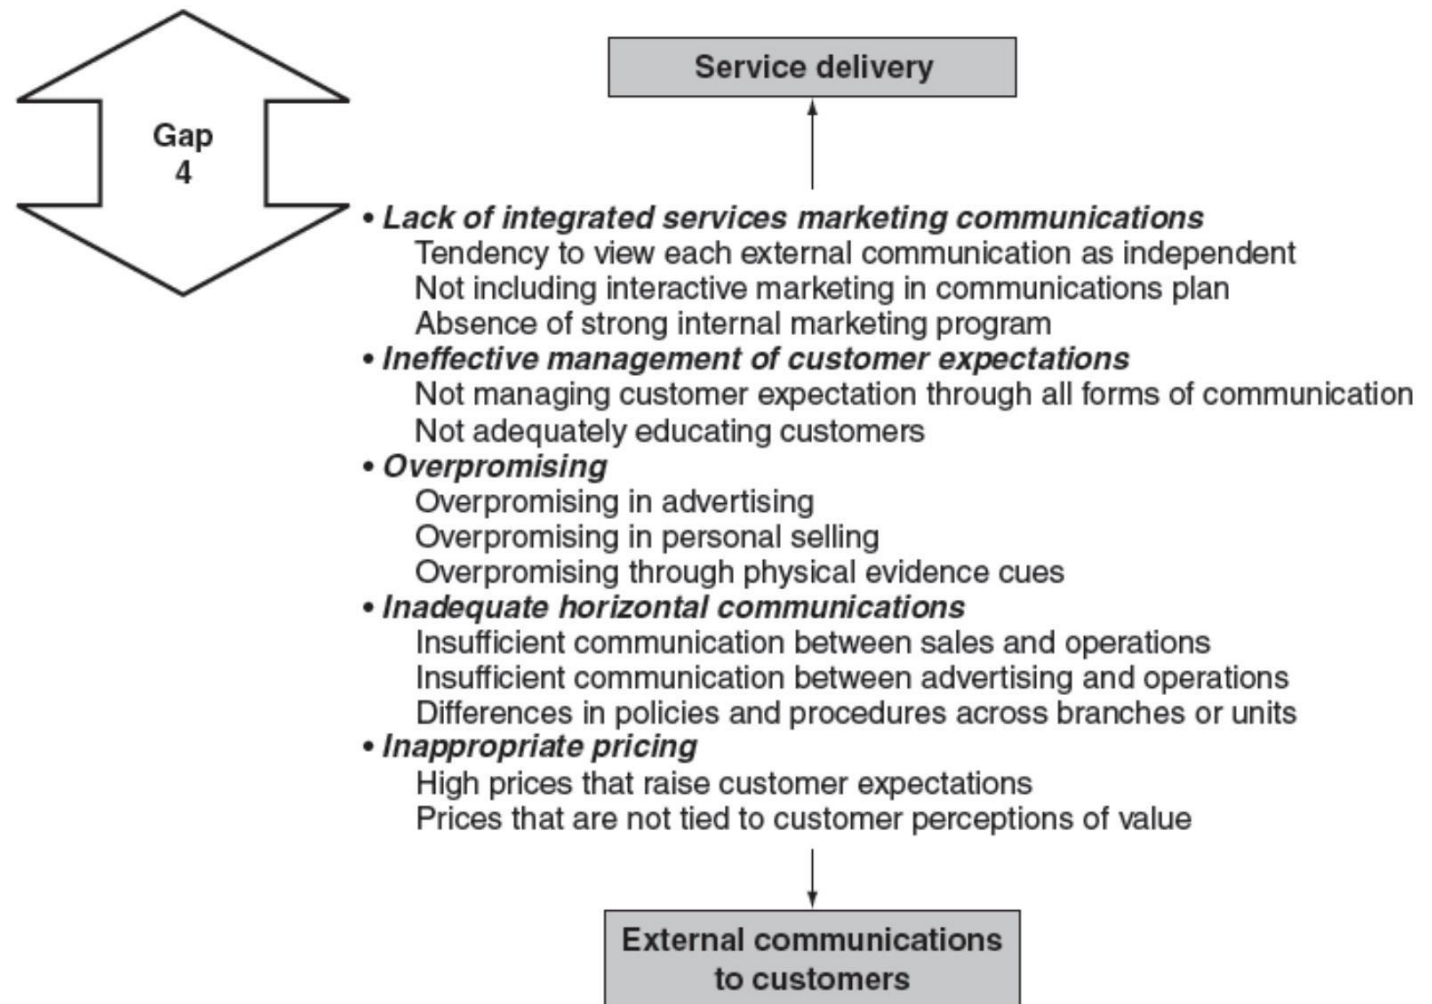 Gap
4
Service delivery
• Lack of integrated services marketing communications
Tendency to view each external communication as independent
Not including interactive marketing in communications plan
Absence of strong internal marketing program
• Ineffective management of customer expectations
Not managing customer expectation through all forms of communication
Not adequately educating customers
• Overpromising
Overpromising in advertising
Overpromising in personal selling
Overpromising through physical evidence cues
• Inadequate horizontal communications
Insufficient communication between sales and operations
Insufficient communication between advertising and operations
Differences in policies and procedures across branches or units
• Inappropriate pricing
High prices that raise customer expectations
Prices that are not tied to customer perceptions of value
External communications
to customers